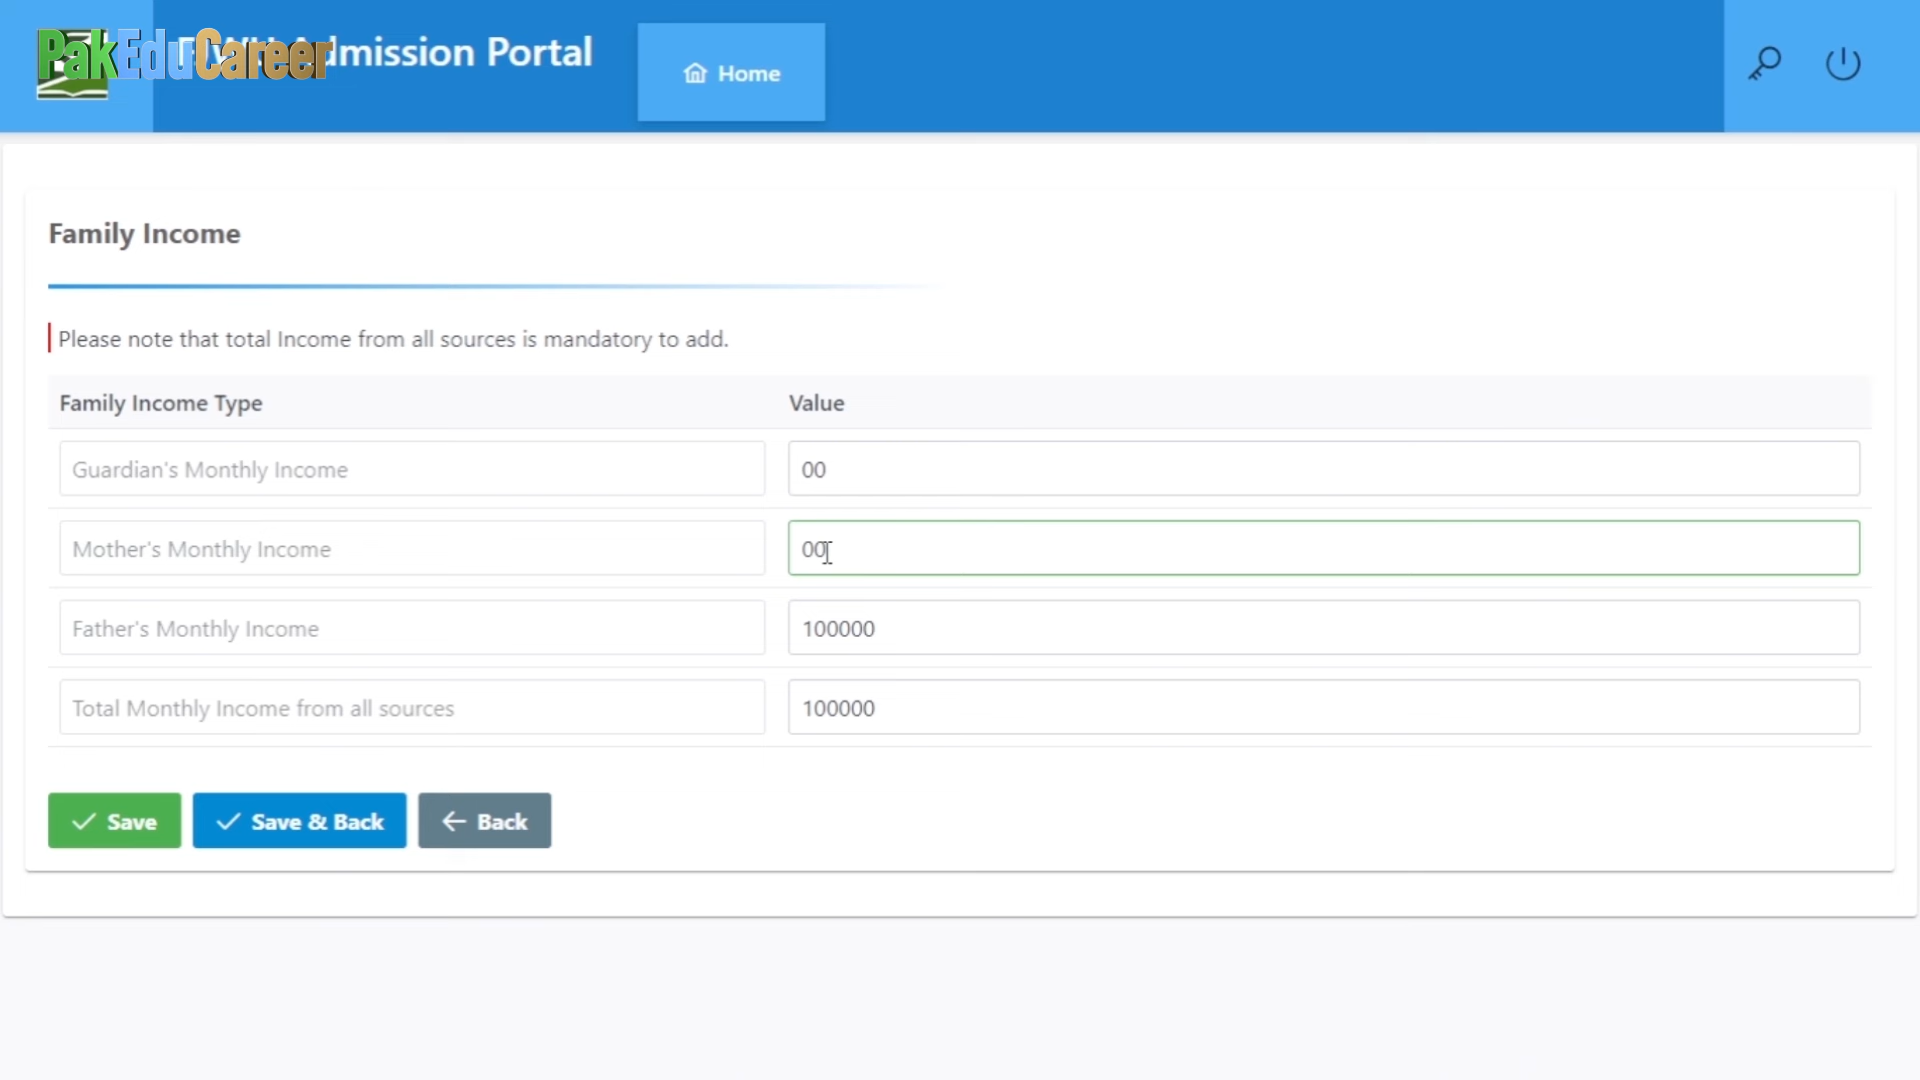 PakEduCareer
Admission Portal
Home
Family Income
Please note that total Income from all sources is mandatory to add.
Family Income Type Value
Guardian's Monthly Income 00
Mother's Monthly Income 00
Father's Monthly Income 100000
Total Monthly Income from all sources 100000
Save Save & Back Back